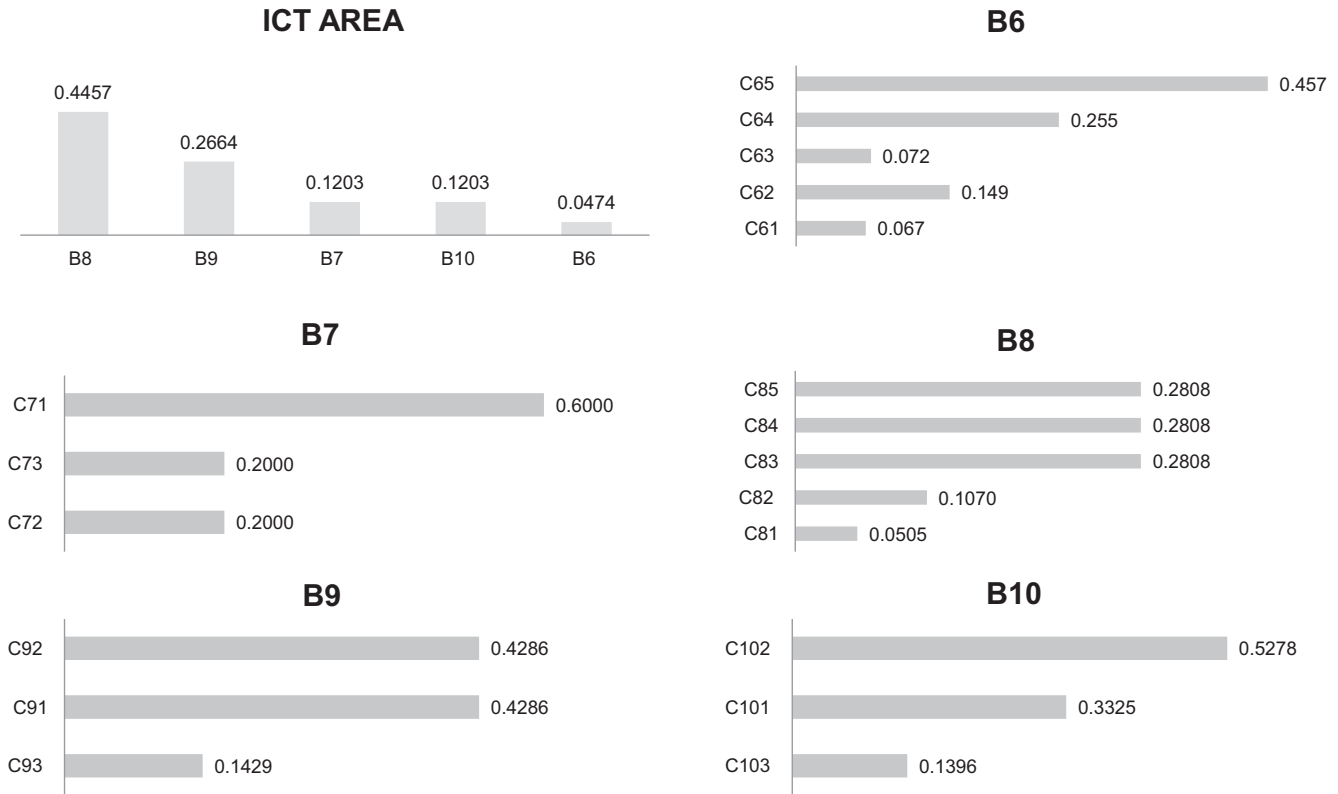 ICT AREA
0.4457
0.2664
0.1203
0.1203
0.0474
B8
B9
B7
B10
B6
B6
C65 0.457
C64 0.255
C63 0.072
C62 0.149
C61 0.067
B7
C71 0.6000
C73 0.2000
C72 0.2000
B8
C85 0.2808
C84 0.2808
C83 0.2808
C82 0.1070
C81 0.0505
B9
C92 0.4286
C91 0.4286
C93 0.1429
B10
C102 0.5278
C101 0.3325
C103 0.1396